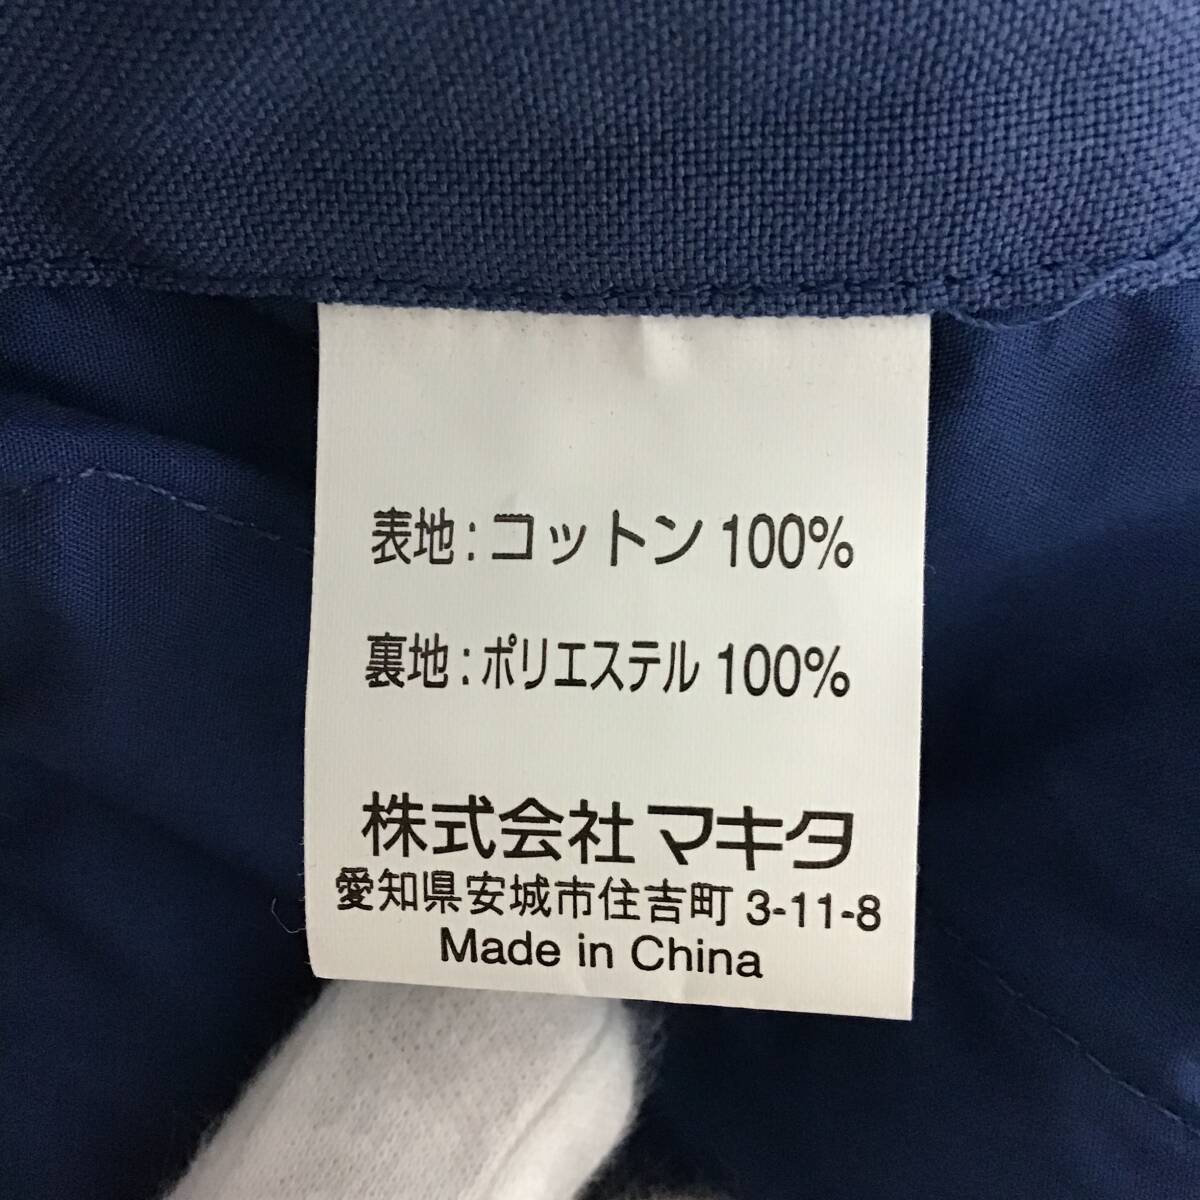 表地：コットン 100%
裏地：ポリエステル 100%
株式会社 マキタ
愛知県安城市住吉町 3-11-8
Made in China